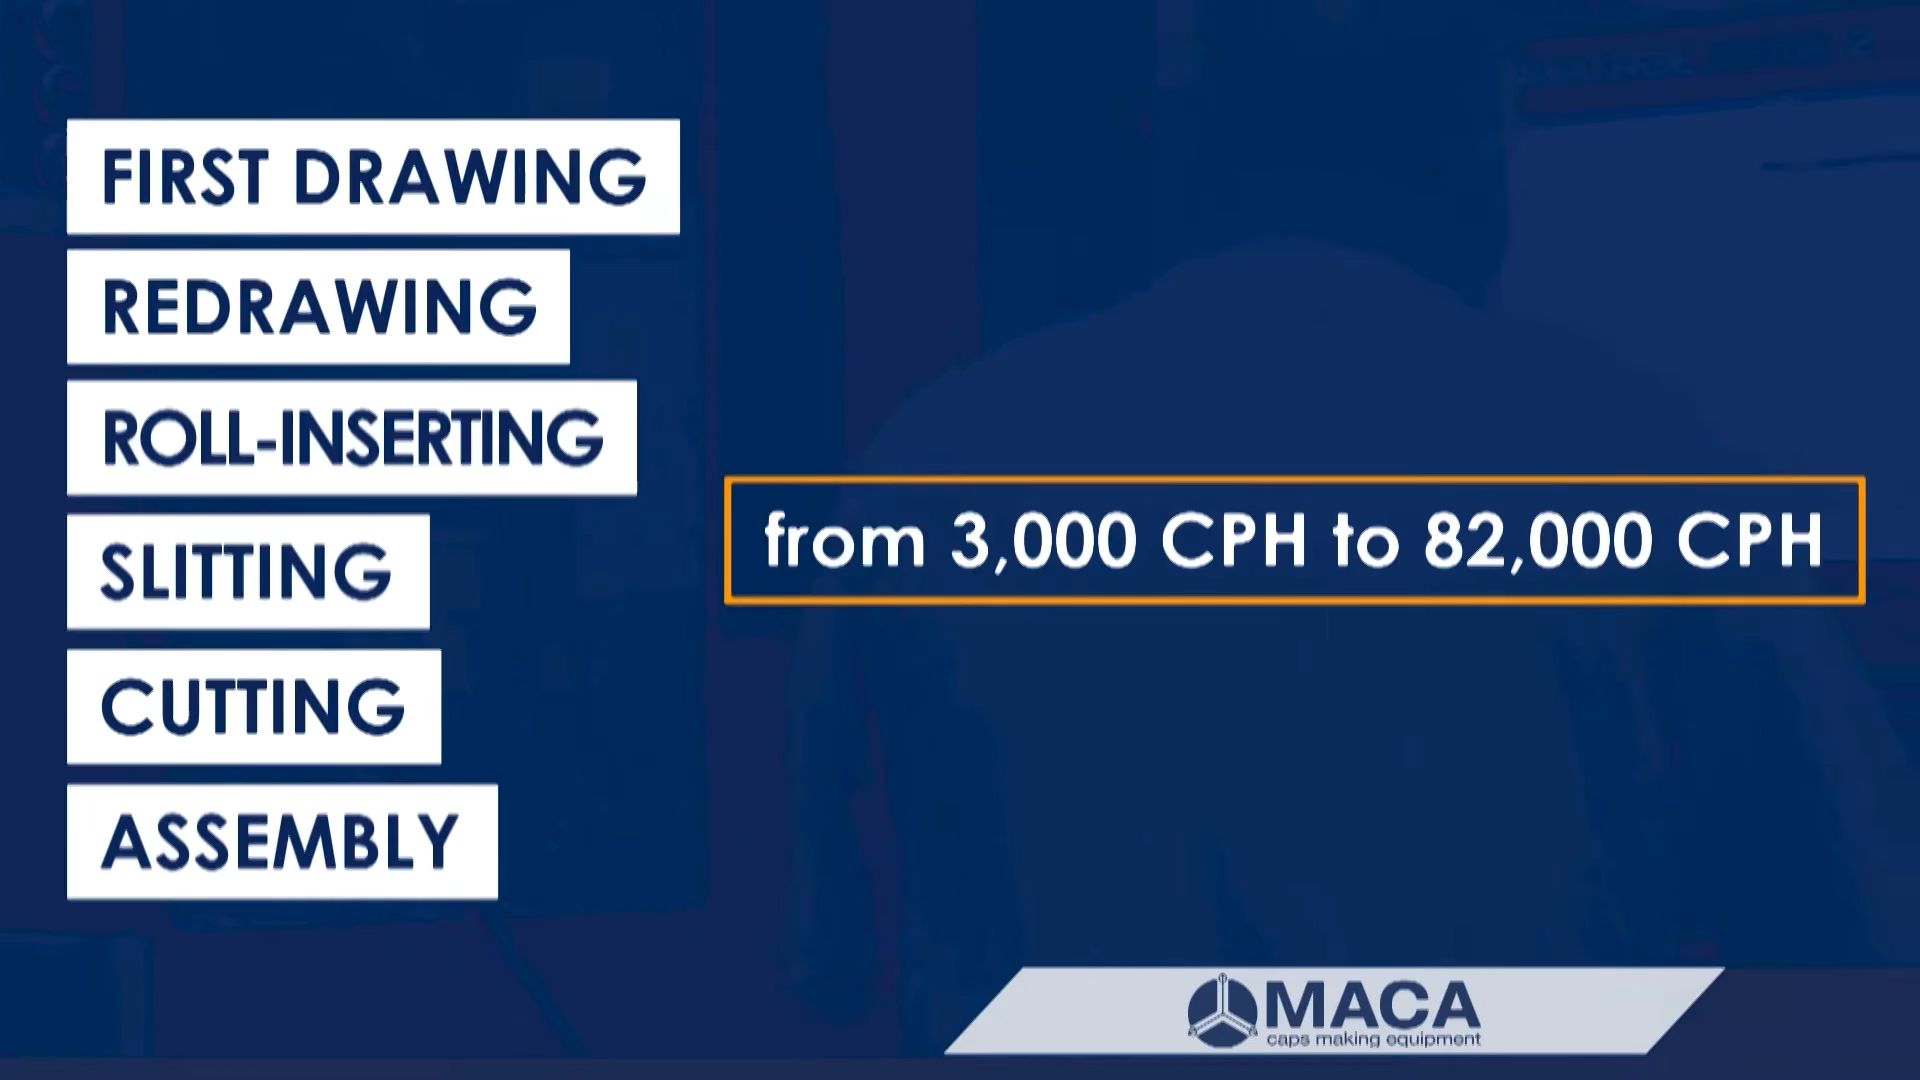 FIRST DRAWING
REDRAWING
ROLL-INSERTING
SLITTING
CUTTING
ASSEMBLY
from 3,000 CPH to 82,000 CPH
MACA
caps making equipment